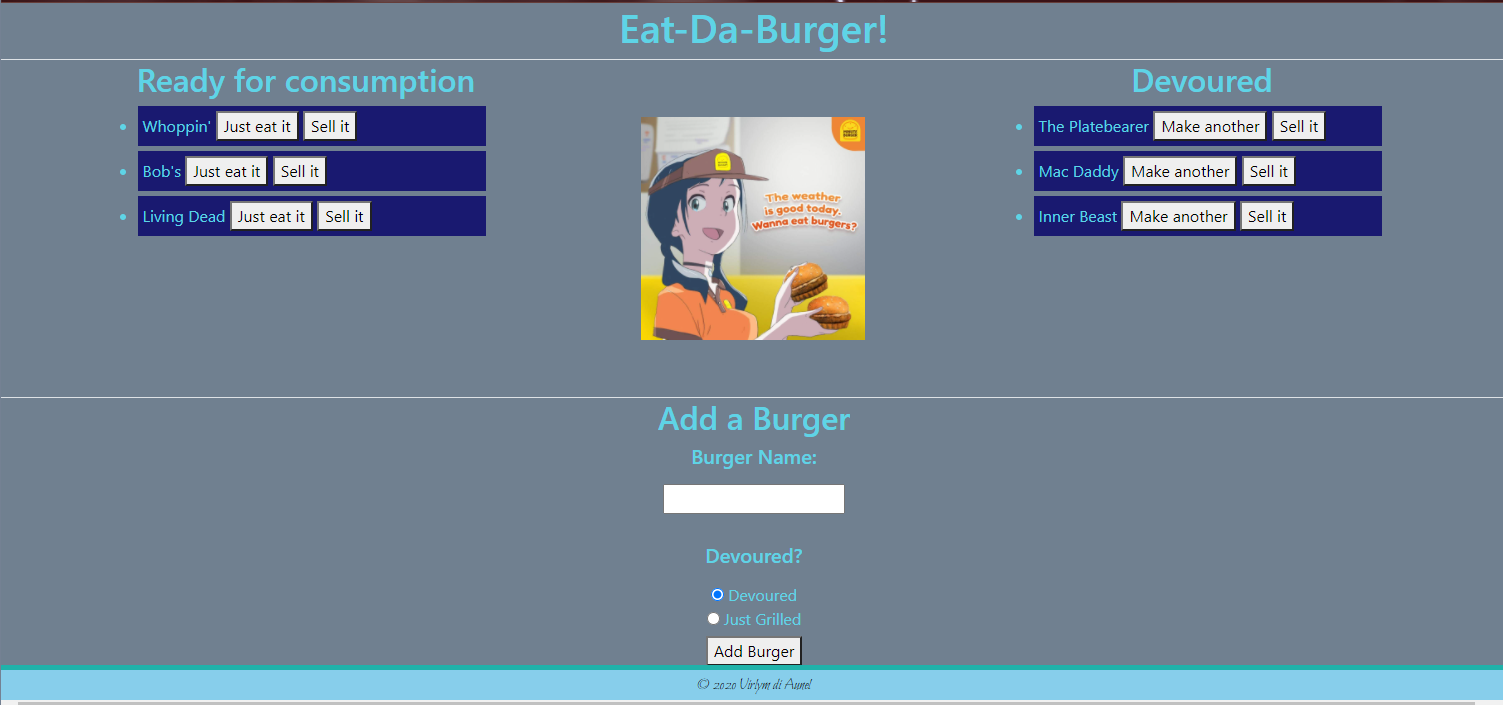 Eat-Da-Burger!
Ready for consumption
Whoppin' Just eat it Sell it
Bob's Just eat it Sell it
Living Dead Just eat it Sell it
The weather
is good today.
Wanna eat burgers?
Devoured
The Platebearer Make another Sell it
Mac Daddy Make another Sell it
Inner Beast Make another Sell it
Add a Burger
Burger Name:
Devoured?
Devoured
Just Grilled
Add Burger
© 2020 Virlym di Aunel